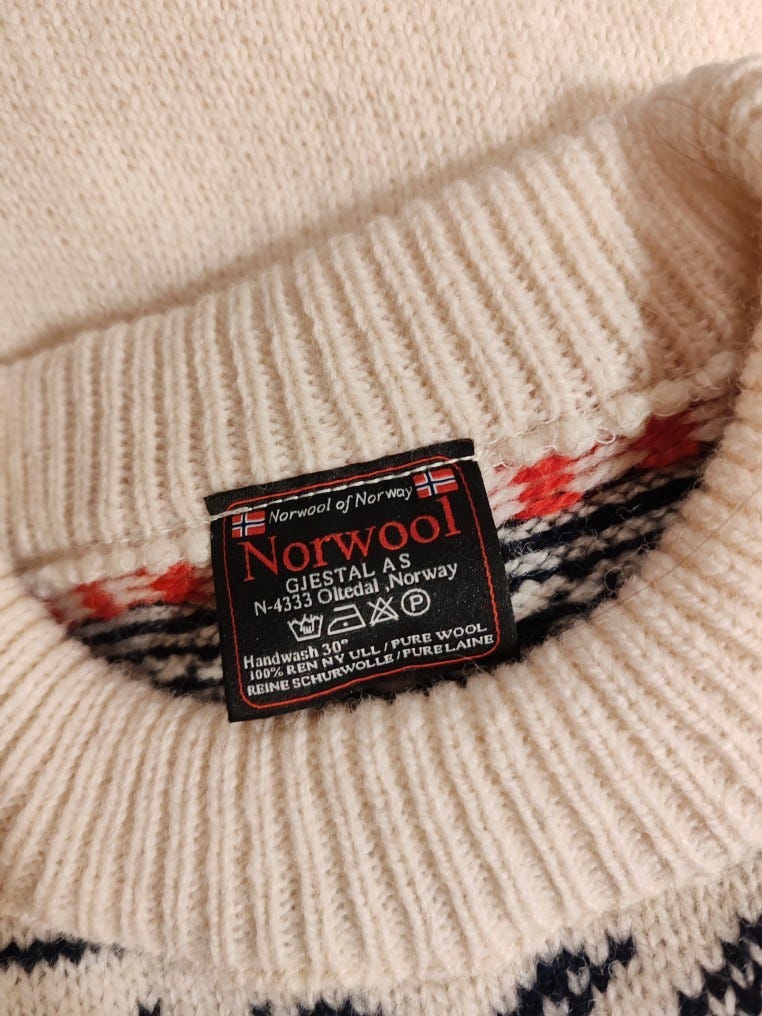 Norwool of Norway
Norwool
GJESTAL AS
N-4333 Oltedal ,Norway
P
Handwash 30°
100% REN NY ULL / PURE WOOL
REINE SCHURWOLLE / PURE LAINE